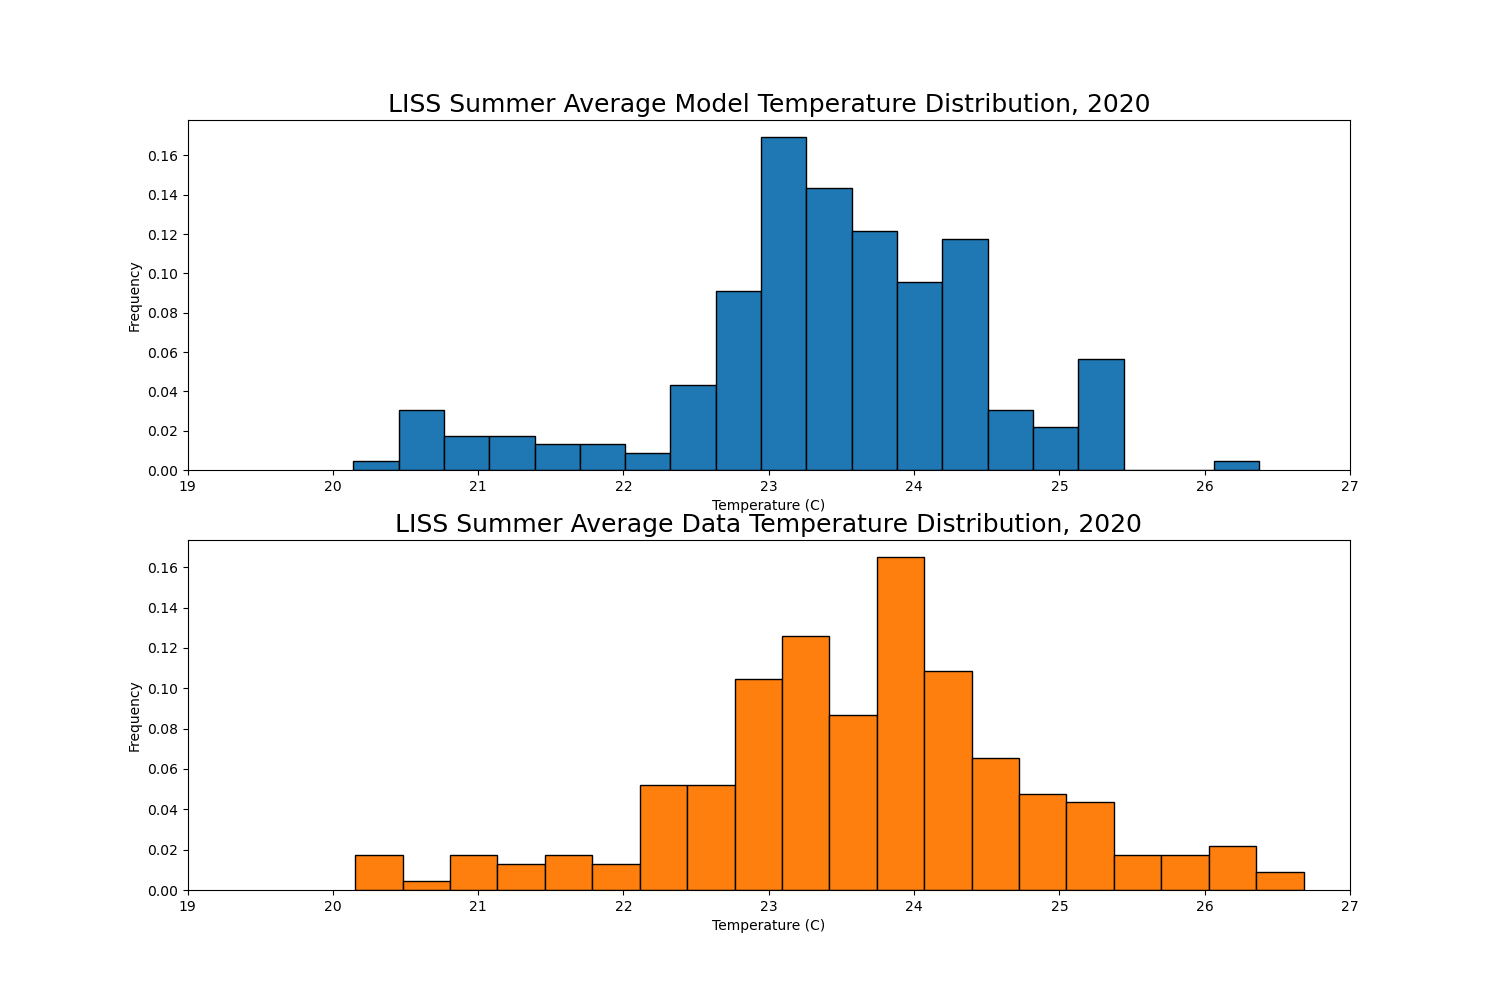 LISS Summer Average Model Temperature Distribution, 2020
0.16
0.14
0.12
0.10
0.08
0.06
0.04
0.02
0.00
Frequency
19 20 21 22 23 24 25 26 27
Temperature (C)
LISS Summer Average Data Temperature Distribution, 2020
0.16
0.14
0.12
0.10
0.08
0.06
0.04
0.02
0.00
Frequency
19 20 21 22 23 24 25 26 27
Temperature (C)